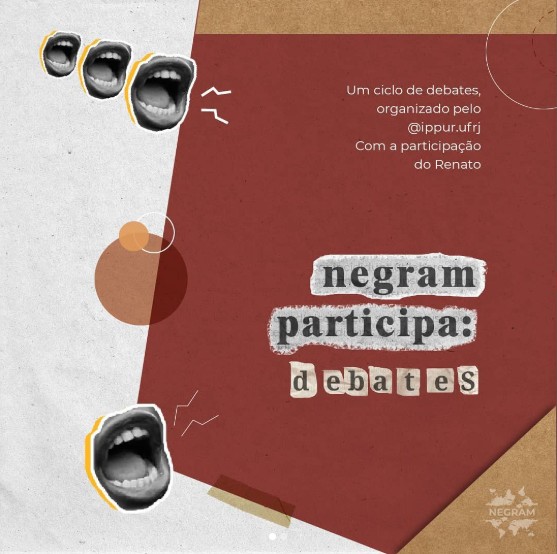 Um ciclo de debates,
organizado pelo
@ippur.ufrj
Com a participação
do Renato
negram
participa:
debates
NEGRAM